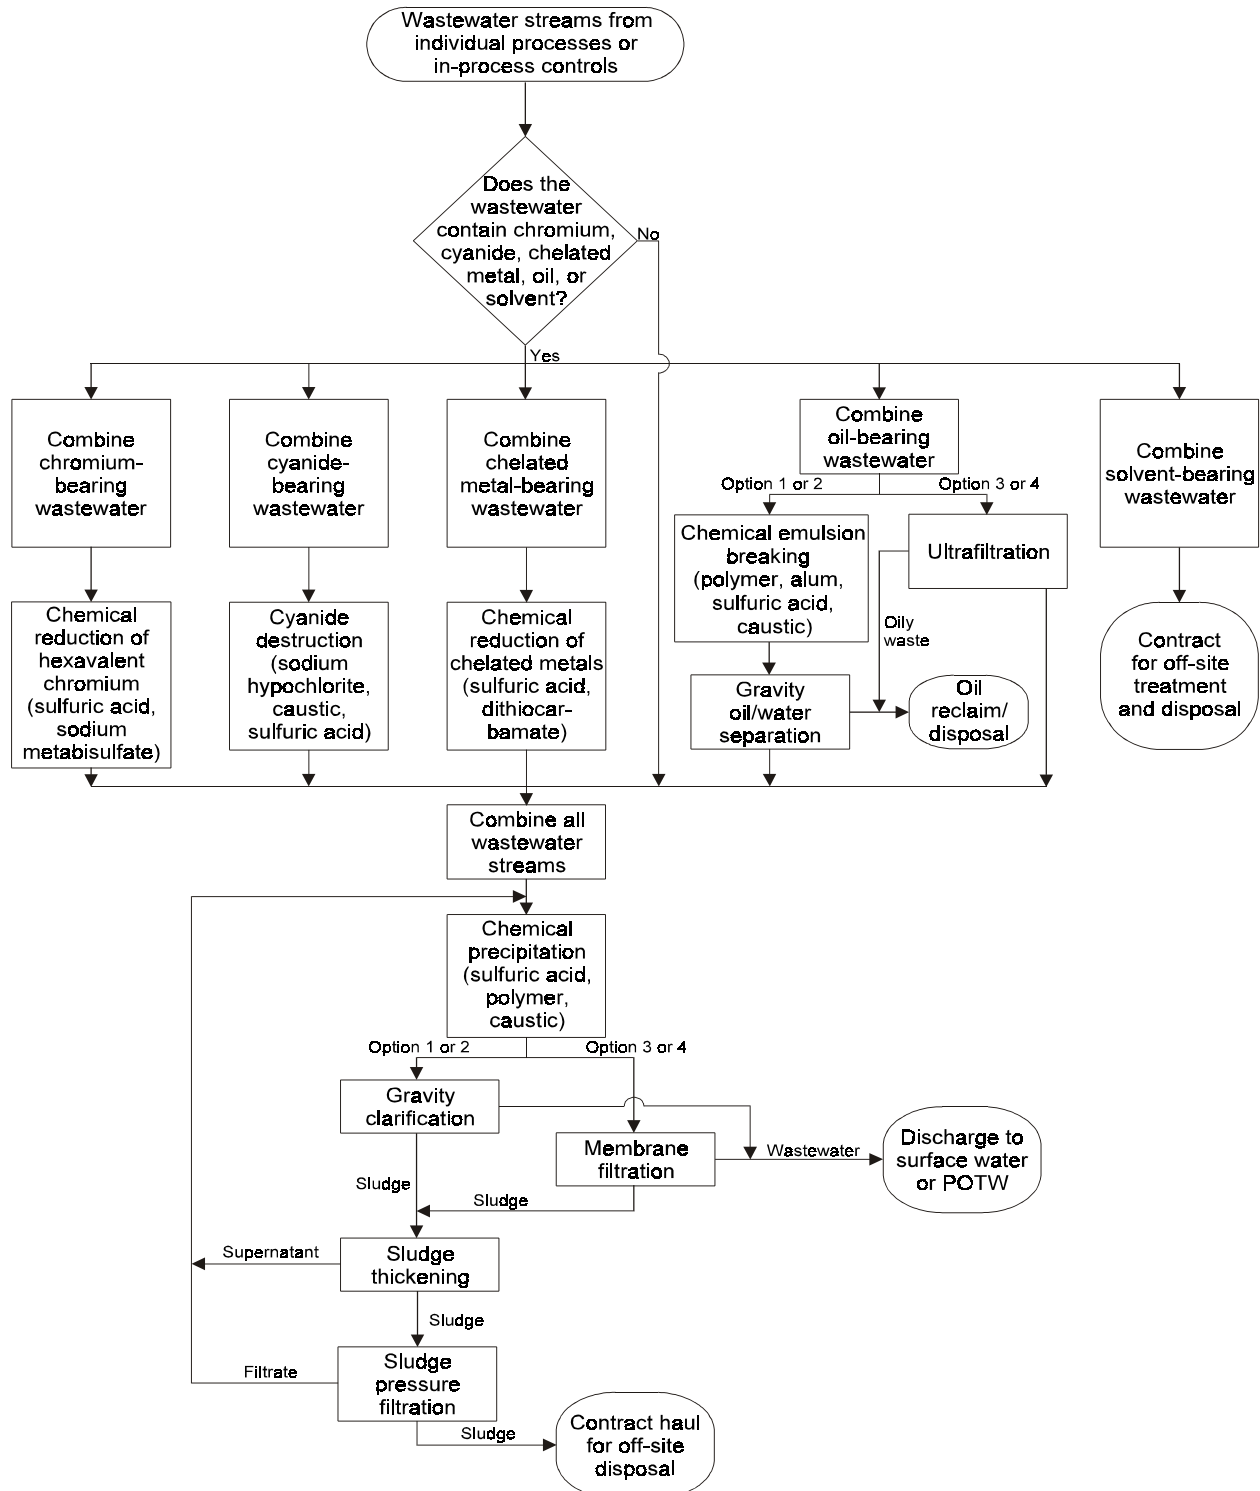 Wastewater streams from
individual processes or
in-process controls
Does the
wastewater
contain chromium,
cyanide, chelated
metal, oil, or
solvent?
No
Yes
Combine
chromium-
bearing
wastewater
Combine
cyanide-
bearing
wastewater
Combine
chelated
metal-bearing
wastewater
Combine
oil-bearing
wastewater
Combine
solvent-bearing
wastewater
Option 1 or 2
Option 3 or 4
Chemical emulsion
breaking
(polymer, alum,
sulfuric acid,
caustic)
Ultrafiltration
Chemical
reduction of
hexavalent
chromium
(sulfuric acid,
sodium
metabisulfate)
Cyanide
destruction
(sodium
hypochlorite,
caustic,
sulfuric acid)
Chemical
reduction of
chelated metals
(sulfuric acid,
dithiocar-
bamate)
Oily
waste
Contract
for off-site
treatment
and disposal
Gravity
oil/water
separation
Oil
reclaim/
disposal
Combine all
wastewater
streams
Chemical
precipitation
(sulfuric acid,
polymer,
caustic)
Option 1 or 2
Option 3 or 4
Gravity
clarification
Membrane
filtration
Wastewater
Discharge to
surface water
or POTW
Sludge
Sludge
Supernatant
Sludge
thickening
Sludge
Filtrate
Sludge
pressure
filtration
Sludge
Contract haul
for off-site
disposal